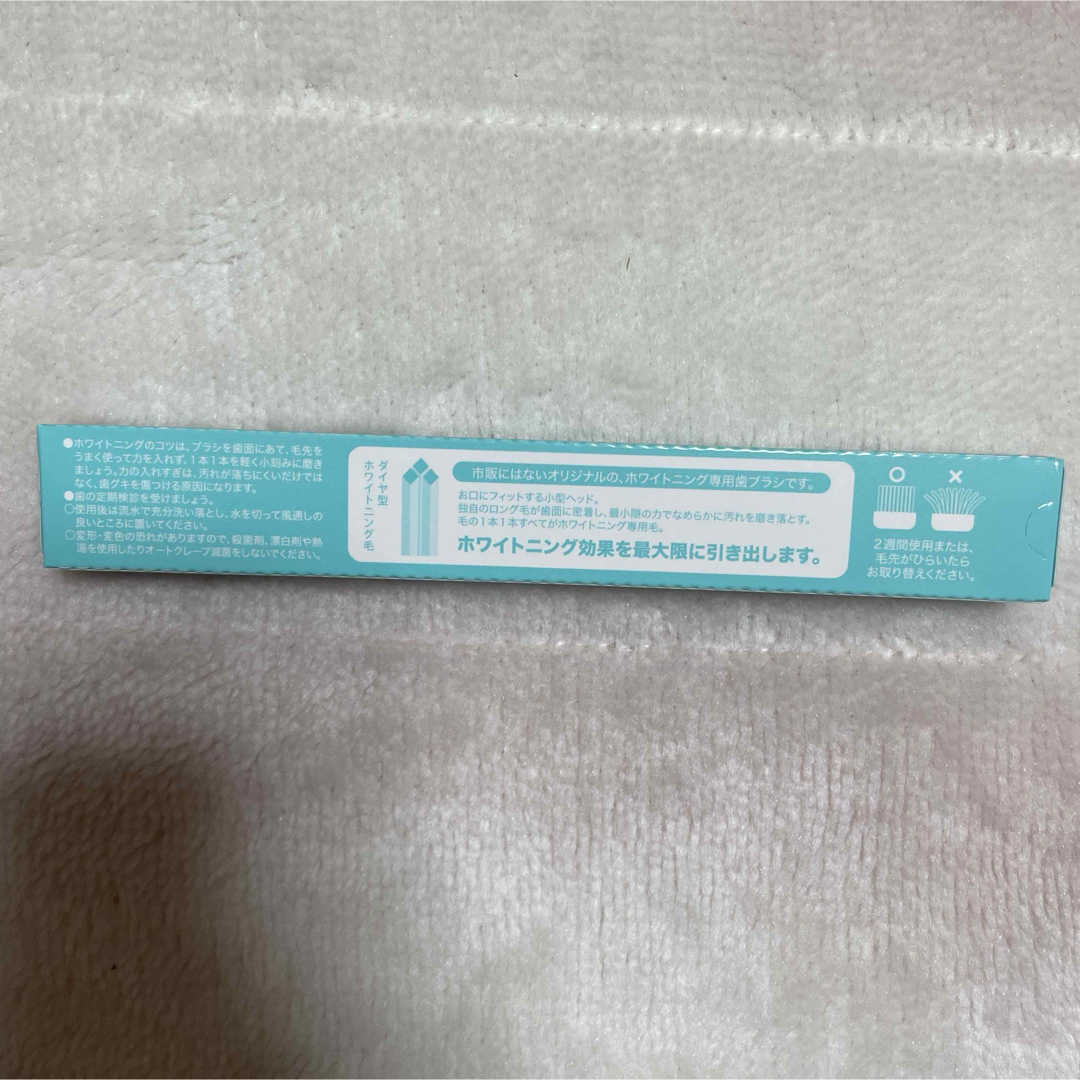 ●ホワイトニングのコツは、ブラシを歯面にあて、毛先を
うまく使って力を入れず、1本1本を軽く小刻みに磨き
ましょう。力の入れすぎは、汚れが落ちにくいだけでは
なく、歯グキを傷つける原因になります。
●歯の定期検診を受けましょう。
○使用後は流水で充分洗い落とし、水を切って風通しの
良いところに置いてください。
○変形・変色の恐れがありますので、殺菌剤、漂白剤や熱
湯を使用したりオートクレーブ滅菌をしないでください。
ダイヤ型
ホワイトニング毛
市販にはないオリジナルの、ホワイトニング専用歯ブラシです。
お口にフィットする小型ヘッド。
独自のロング毛が歯面に密着し、最小限の力でなめらかに汚れを磨き落とす。
毛の1本1本すべてがホワイトニング専用毛。
ホワイトニング効果を最大限に引き出します。
○ ×
2週間使用または、
毛先がひらいたら
お取り替えください。